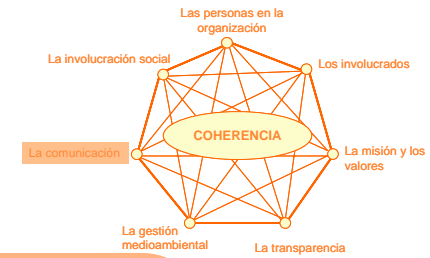 Las personas en la
organización
La involucración social
Los involucrados
COHERENCIA
La comunicación
La misión y los
valores
La gestión
medioambiental
La transparencia